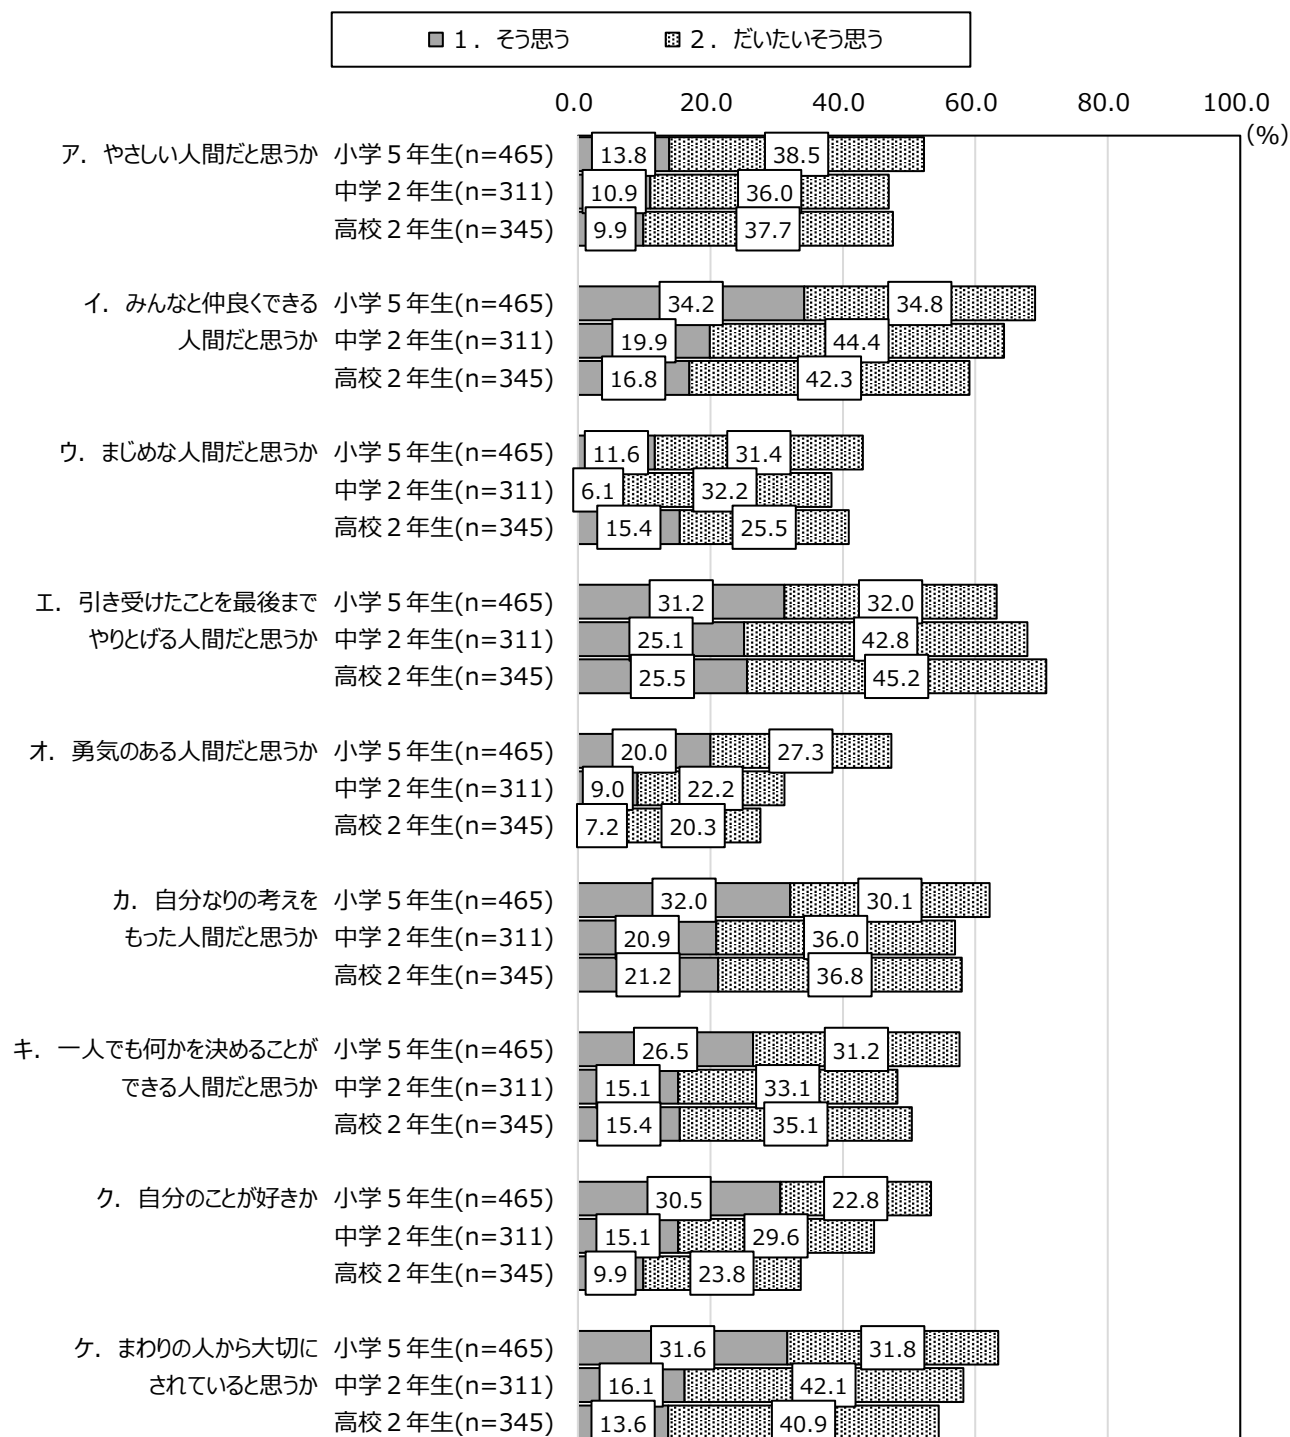 1. そう思う 2. だいたいそう思う
0.0 20.0 40.0 60.0 80.0 100.0
(%)
ア. やさしい人間だと思うか 小学5年生(n=465) 13.8 38.5
中学2年生(n=311) 10.9 36.0
高校2年生(n=345) 9.9 37.7
イ. みんなと仲良くできる 小学5年生(n=465) 34.2 34.8
人間だと思うか 中学2年生(n=311) 19.9 44.4
高校2年生(n=345) 16.8 42.3
ウ. まじめな人間だと思うか 小学5年生(n=465) 11.6 31.4
中学2年生(n=311) 6.1 32.2
高校2年生(n=345) 15.4 25.5
エ. 引き受けたことを最後まで 小学5年生(n=465) 31.2 32.0
やりとげる人間だと思うか 中学2年生(n=311) 25.1 42.8
高校2年生(n=345) 25.5 45.2
オ. 勇気のある人間だと思うか 小学5年生(n=465) 20.0 27.3
中学2年生(n=311) 9.0 22.2
高校2年生(n=345) 7.2 20.3
カ. 自分なりの考えを 小学5年生(n=465) 32.0 30.1
もった人間だと思うか 中学2年生(n=311) 20.9 36.0
高校2年生(n=345) 21.2 36.8
キ. 一人でも何かを決めることが 小学5年生(n=465) 26.5 31.2
できる人間だと思うか 中学2年生(n=311) 15.1 33.1
高校2年生(n=345) 15.4 35.1
ク. 自分のことが好きか 小学5年生(n=465) 30.5 22.8
中学2年生(n=311) 15.1 29.6
高校2年生(n=345) 9.9 23.8
ケ. まわりの人から大切に 小学5年生(n=465) 31.6 31.8
されていると思うか 中学2年生(n=311) 16.1 42.1
高校2年生(n=345) 13.6 40.9